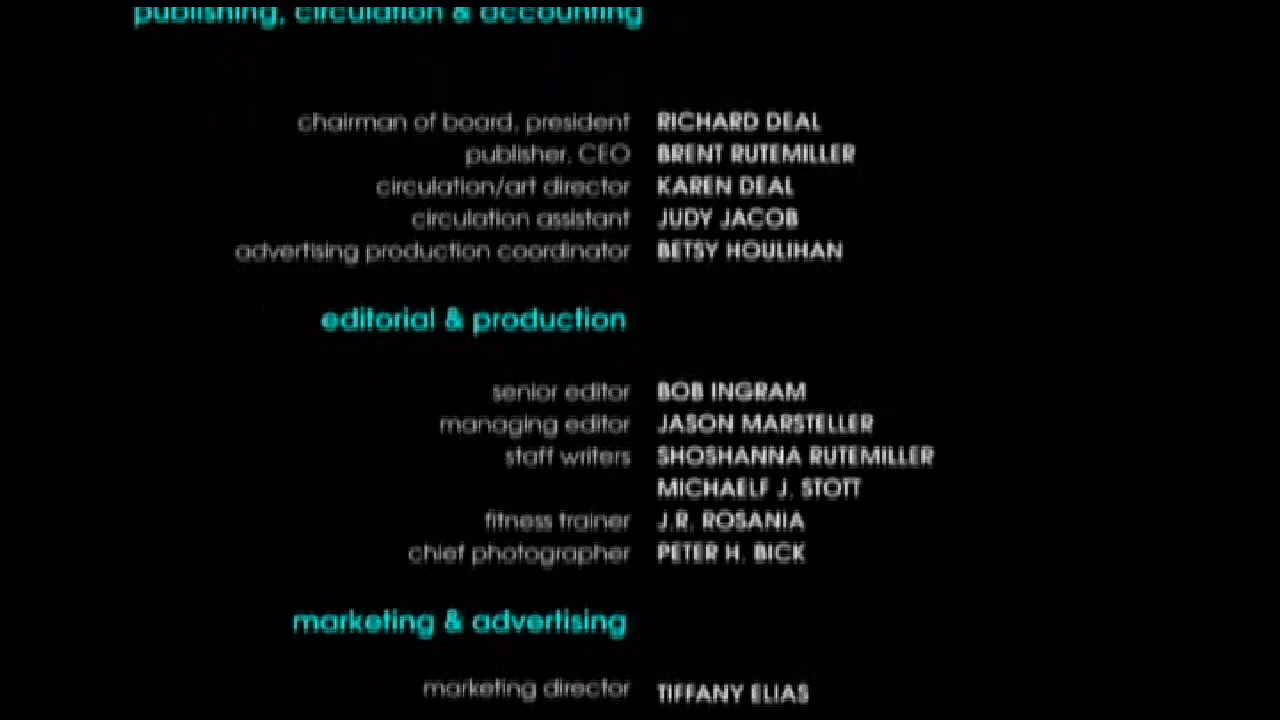 publishing, circulation & accounting
chairman of board, president RICHARD DEAL
publisher, CEO BRENT RUTEMILLER
circulation/art director KAREN DEAL
circulation assistant JUDY JACOB
advertising production coordinator BETSY HOULIHAN
editorial & production
senior editor BOB INGRAM
managing editor JASON MARSTELLER
staff writers SHOSHANNA RUTEMILLER
MICHAELF J. STOTT
fitness trainer J.R. ROSANIA
chief photographer PETER H. BICK
marketing & advertising
marketing director TIFFANY ELIAS